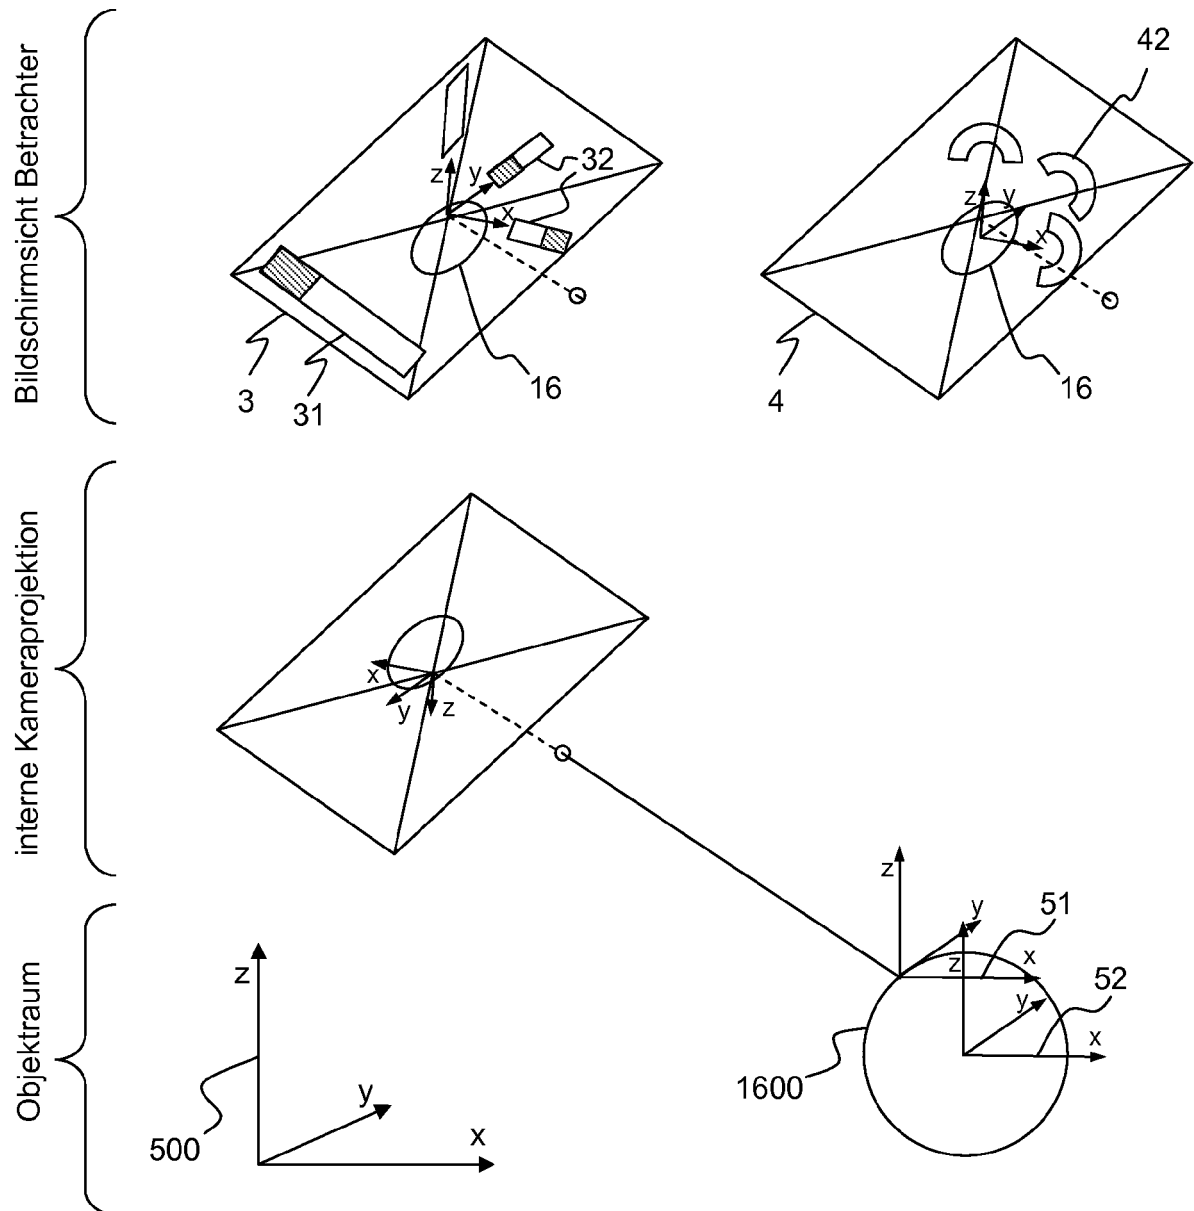 Bildschirmsicht Betrachter
z
y
x
32
3
31
16
42
z
y
x
4
16
interne Kameraprojektion
x
y
z
Objektraum
z
y
x
500
z
y
x
51
z
y
x
52
1600